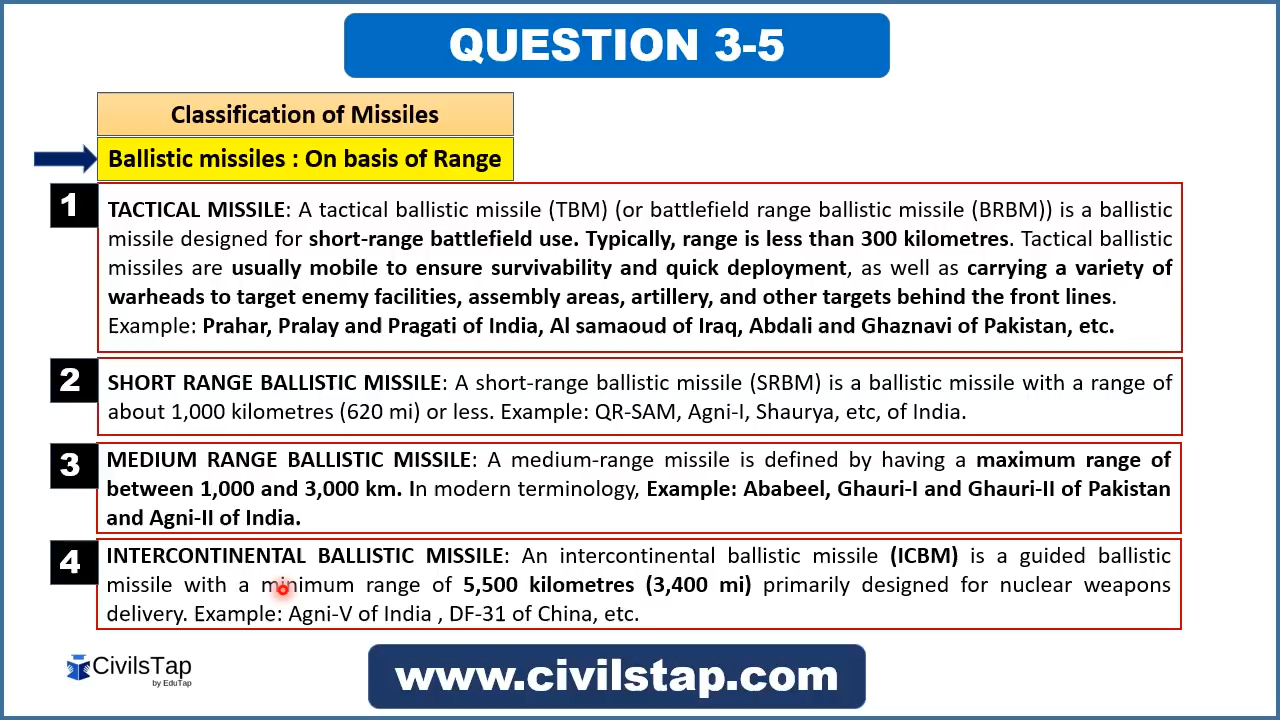 QUESTION 3-5
Classification of Missiles
Ballistic missiles : On basis of Range
1
TACTICAL MISSILE: A tactical ballistic missile (TBM) (or battlefield range ballistic missile (BRBM)) is a ballistic
missile designed for short-range battlefield use. Typically, range is less than 300 kilometres. Tactical ballistic
missiles are usually mobile to ensure survivability and quick deployment, as well as carrying a variety of
warheads to target enemy facilities, assembly areas, artillery, and other targets behind the front lines.
Example: Prahar, Pralay and Pragati of India, Al samaoud of Iraq, Abdali and Ghaznavi of Pakistan, etc.
2
SHORT RANGE BALLISTIC MISSILE: A short-range ballistic missile (SRBM) is a ballistic missile with a range of
about 1,000 kilometres (620 mi) or less. Example: QR-SAM, Agni-I, Shaurya, etc, of India.
3
MEDIUM RANGE BALLISTIC MISSILE: A medium-range missile is defined by having a maximum range of
between 1,000 and 3,000 km. In modern terminology, Example: Ababeel, Ghauri-I and Ghauri-II of Pakistan
and Agni-II of India.
4
INTERCONTINENTAL BALLISTIC MISSILE: An intercontinental ballistic missile (ICBM) is a guided ballistic
missile with a minimum range of 5,500 kilometres (3,400 mi) primarily designed for nuclear weapons
delivery. Example: Agni-V of India , DF-31 of China, etc.
CivilsTap
by EduTap
www.civilstap.com